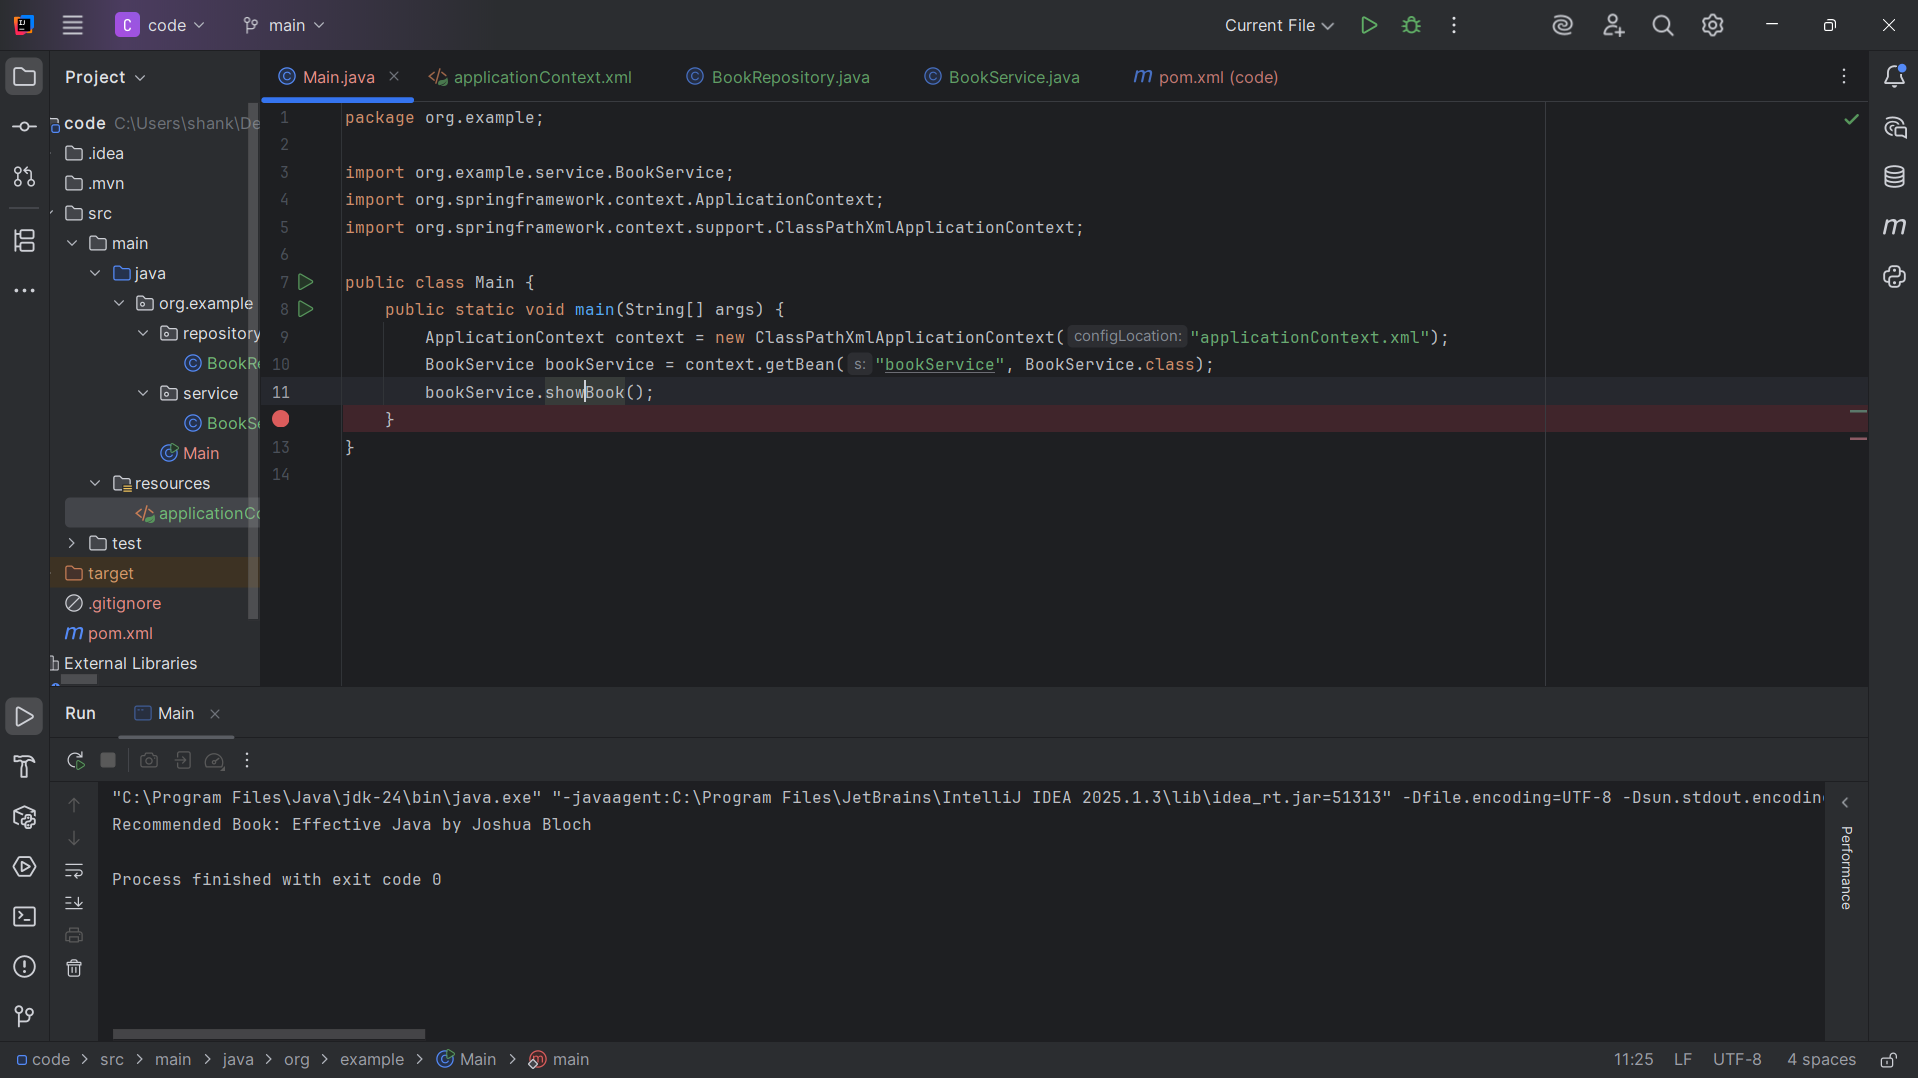 C code main Current File
Project
Main.java applicationContext.xml BookRepository.java BookService.java m pom.xml (code)
code C:\Users\shank\De
.idea
.mvn
src
main
java
org.example
repository
BookRe
service
BookSe
Main
resources
applicationCo
test
target
.gitignore
m pom.xml
External Libraries
1 package org.example;
2
3 import org.example.service.BookService;
4 import org.springframework.context.ApplicationContext;
5 import org.springframework.context.support.ClassPathXmlApplicationContext;
6
7 public class Main {
8 public static void main(String[] args) {
9 ApplicationContext context = new ClassPathXmlApplicationContext( configLocation: "applicationContext.xml");
10 BookService bookService = context.getBean( s: "bookService", BookService.class);
11 bookService.showBook();
}
13 }
14
Run Main
"C:\Program Files\Java\jdk-24\bin\java.exe" "-javaagent:C:\Program Files\JetBrains\IntelliJ IDEA 2025.1.3\lib\idea_rt.jar=51313" -Dfile.encoding=UTF-8 -Dsun.stdout.encoding
Recommended Book: Effective Java by Joshua Bloch
Process finished with exit code 0
Performance
code > src > main > java > org > example > Main > main 11:25 LF UTF-8 4 spaces